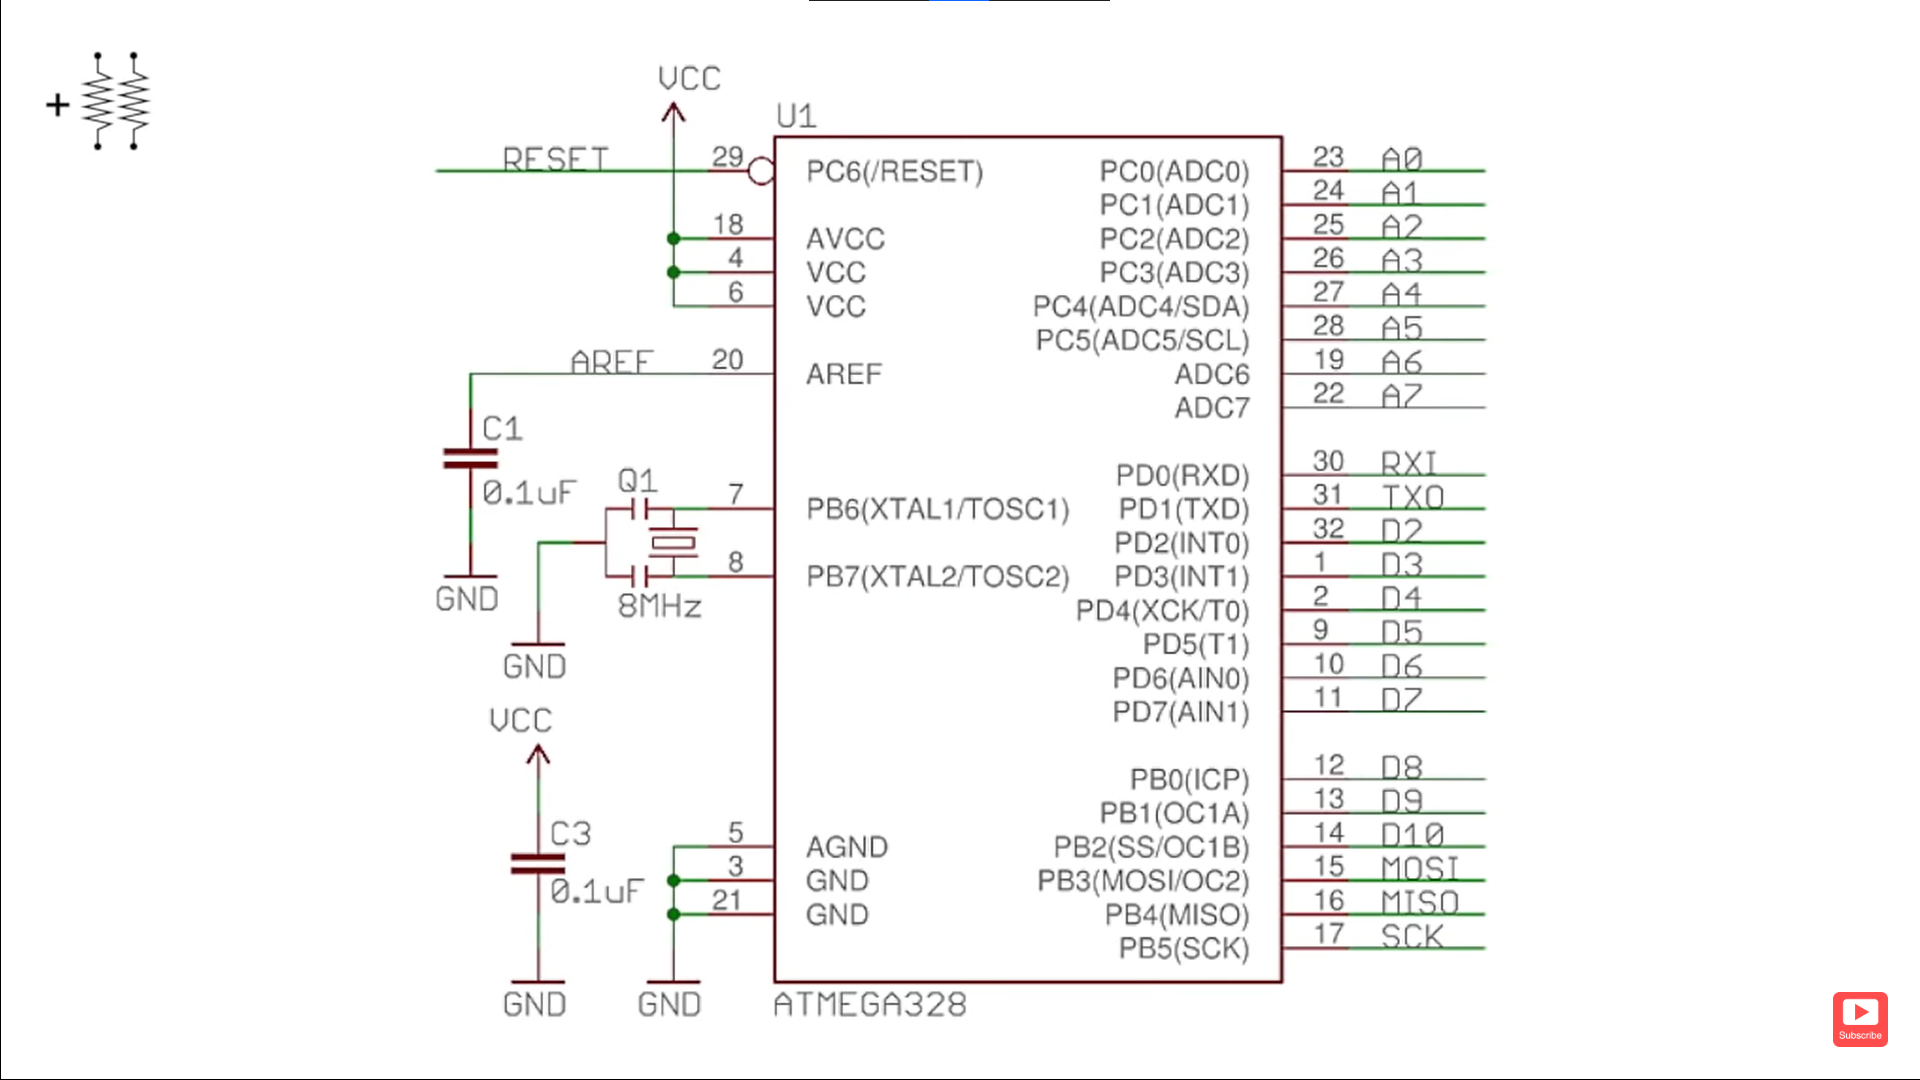 +
VCC
U1
RESET 29 PC6(/RESET) PC0(ADC0) 23 A0
PC1(ADC1) 24 A1
18 AVCC PC2(ADC2) 25 A2
4 VCC PC3(ADC3) 26 A3
6 VCC PC4(ADC4/SDA) 27 A4
PC5(ADC5/SCL) 28 A5
AREF 20 AREF ADC6 19 A6
ADC7 22 A7
C1
0.1uF
GND
PD0(RXD) 30 RXI
Q1
7 PB6(XTAL1/TOSC1) PD1(TXD) 31 TXO
PD2(INT0) 32 D2
8 PB7(XTAL2/TOSC2) PD3(INT1) 1 D3
8MHz
GND
PD4(XCK/T0) 2 D4
PD5(T1) 9 D5
PD6(AIN0) 10 D6
PD7(AIN1) 11 D7
VCC
C3
0.1uF
GND
PB0(ICP) 12 D8
PB1(OC1A) 13 D9
5 AGND PB2(SS/OC1B) 14 D10
3 GND PB3(MOSI/OC2) 15 MOSI
21 GND PB4(MISO) 16 MISO
PB5(SCK) 17 SCK
GND
ATMEGA328
Subscribe